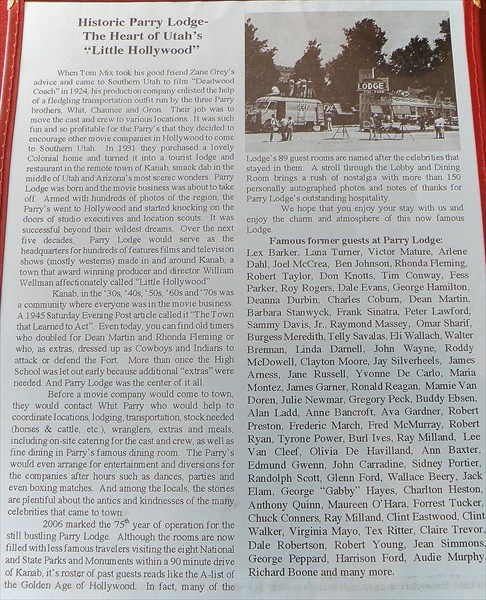 Historic Parry Lodge-
The Heart of Utah's
"Little Hollywood"
When Tom Mix took his good friend Zane Grey's
advice and came to Southern Utah to film "Deadwood
Coach" in 1924, his production company enlisted the help
of a fledgling transportation outfit run by the three Parry
brothers, Whit, Chaunce and Gron. Their job was to
move the cast and crew to various locations. It was such
fun and so profitable for the Parry's that they decided to
encourage other movie companies in Hollywood to come
to Southern Utah. In 1931 they purchased a lovely
Colonial home and turned it into a tourist lodge and
restaurant in the remote town of Kanab, smack dab in the
middle of Utah and Arizona's most scenic wonders. Parry
Lodge was born and the movie business was about to take
off. Armed with hundreds of photos of the region, the
Parry's went to Hollywood and started knocking on the
doors of studio executives and location scouts. It was
successful beyond their wildest dreams. Over the next
five decades, Parry Lodge would serve as the
headquarters for hundreds of features films and television
shows (mostly westerns) made in and around Kanab, a
town that award winning producer and director William
Wellman affectionately called "Little Hollywood"
Kanab, in the '30s, '40s, '50s, '60s and '70s was
a community where everyone was in the movie business.
A 1945 Saturday Evening Post article called it "The Town
that Learned to Act". Even today, you can find old timers
who doubled for Dean Martin and Rhonda Fleming or
who, as extras, dressed up as Cowboys and Indians to
attack or defend the Fort. More than once the High
School was let out early because additional "extras" were
needed. And Parry Lodge was the center of it all.
Before a movie company would come to town,
they would contact Whit Parry who would help to
coordinate locations, lodging, transportation, stock needed
(horses & cattle, etc.), wranglers, extras and meals,
including on-site catering for the cast and crew, as well as
fine dining in Parry's famous dining room. The Parry's
would even arrange for entertainment and diversions for
the companies after hours such as dances, parties and
even boxing matches. And among the locals, the stories
are plentiful about the antics and kindnesses of the many
celebrities that came to town.
2006 marked the 75th year of operation for the
still bustling Parry Lodge. Although the rooms are now
filled with less famous travelers visiting the eight National
and State Parks and Monuments within a 90 minute drive
of Kanab, it's roster of past guests reads like the A-list of
the Golden Age of Hollywood. In fact, many of the
LODGE
Lodge's 89 guest rooms are named after the celebrities that
stayed in them. A stroll through the Lobby and Dining
Room brings a rush of nostalgia with more than 150
personally autographed photos and notes of thanks for
Parry Lodge's outstanding hospitality.
We hope that you enjoy your stay with us and
enjoy the charm and atmosphere of this now famous
Lodge.
Famous former guests at Parry Lodge:
Lex Barker, Lana Turner, Victor Mature, Arlene
Dahl, Joel McCrea, Ben Johnson, Rhonda Fleming,
Robert Taylor, Don Knotts, Tim Conway, Fess
Parker, Roy Rogers, Dale Evans, George Hamilton,
Deanna Durbin, Charles Coburn, Dean Martin,
Barbara Stanwyck, Frank Sinatra, Peter Lawford,
Sammy Davis, Jr., Raymond Massey, Omar Sharif,
Burgess Meredith, Telly Savalas, Eli Wallach, Walter
Brennan, Linda Darnell, John Wayne, Roddy
McDowell, Clayton Moore, Jay Silverheels, James
Arness, Jane Russell, Yvonne De Carlo, Maria
Montez, James Garner, Ronald Reagan, Mamie Van
Doren, Julie Newmar, Gregory Peck, Buddy Ebsen,
Alan Ladd, Anne Bancroft, Ava Gardner, Robert
Preston, Frederic March, Fred McMurray, Robert
Ryan, Tyrone Power, Burl Ives, Ray Milland, Lee
Van Cleef, Olivia De Havilland, Ann Baxter,
Edmund Gwenn, John Carradine, Sidney Portier,
Randolph Scott, Glenn Ford, Wallace Beery, Jack
Elam, George "Gabby" Hayes, Charlton Heston,
Anthony Quinn, Maureen O'Hara, Forrest Tucker,
Chuck Conners, Ray Milland, Clint Eastwood, Clint
Walker, Virginia Mayo, Tex Ritter, Claire Trevor,
Dale Robertson, Robert Young, Jean Simmons,
George Peppard, Harrison Ford, Audie Murphy,
Richard Boone and many more.